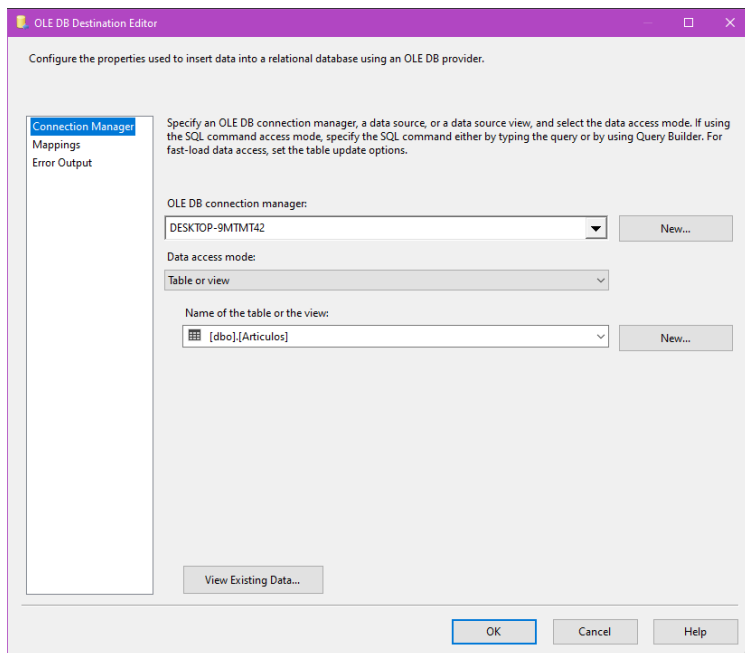 OLE DB Destination Editor
Configure the properties used to insert data into a relational database using an OLE DB provider.
Connection Manager
Mappings
Error Output
Specify an OLE DB connection manager, a data source, or a data source view, and select the data access mode. If using
the SQL command access mode, specify the SQL command either by typing the query or by using Query Builder. For
fast-load data access, set the table update options.
OLE DB connection manager:
DESKTOP-9MTMT42
New...
Data access mode:
Table or view
Name of the table or the view:
[dbo].[Articulos]
New...
View Existing Data...
OK
Cancel
Help